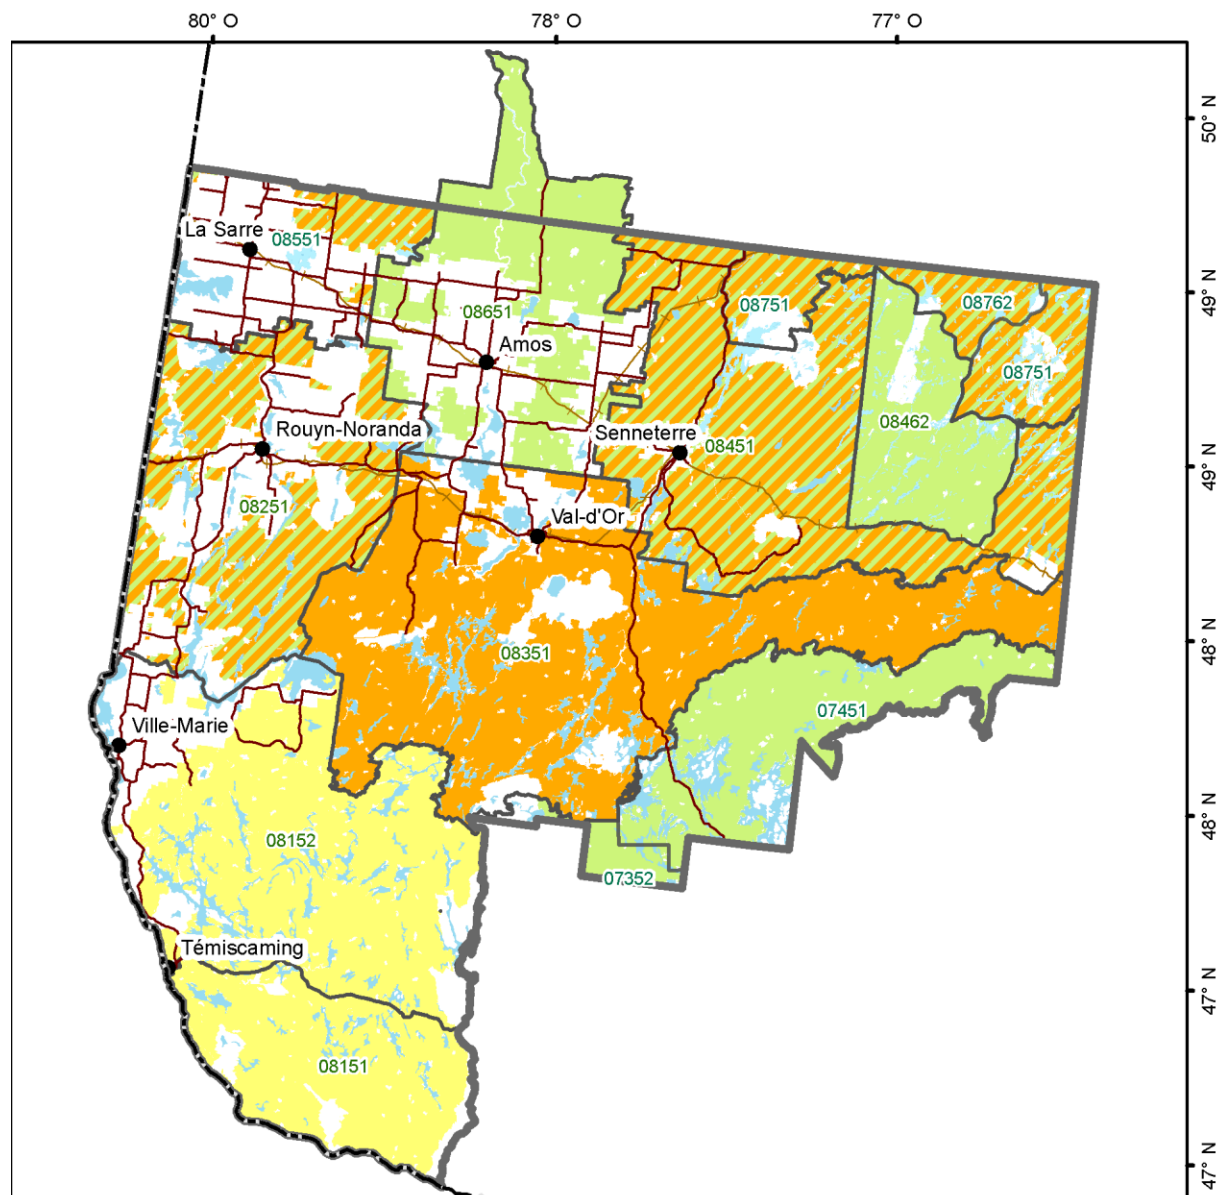 80° O
78° O
77° O
50° N
La Sarre
08551
49° N
08751
08762
08651
Amos
08751
08462
Rouyn-Noranda
Senneterre
08451
49° N
08251
Val-d'Or
08351
48° N
07451
Ville-Marie
48° N
08152
07352
Témiscaming
47° N
08151
47° N